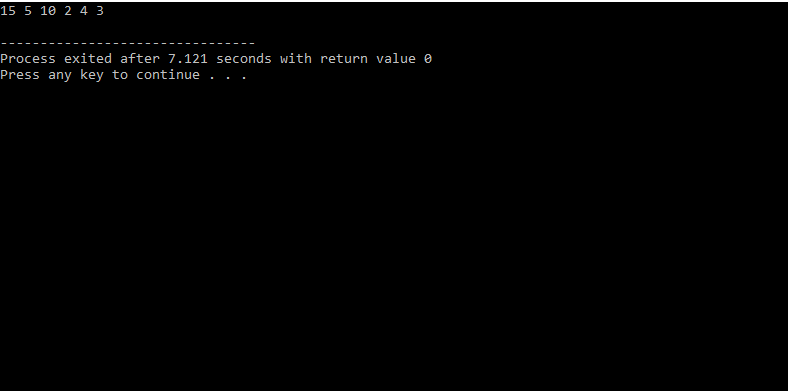 15 5 10 2 4 3
--------------------------------
Process exited after 7.121 seconds with return value 0
Press any key to continue . . .